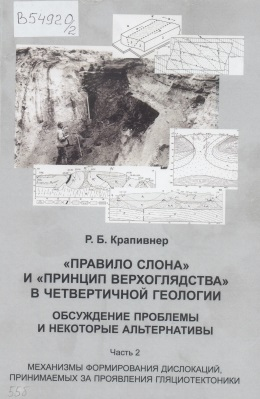 В54920/2
Р. Б. Крапивнер
«ПРАВИЛО СЛОНА»
И «ПРИНЦИП ВЕРХОГЛЯДСТВА»
В ЧЕТВЕРТИЧНОЙ ГЕОЛОГИИ
ОБСУЖДЕНИЕ ПРОБЛЕМЫ
И НЕКОТОРЫЕ АЛЬТЕРНАТИВЫ
Часть 2
МЕХАНИЗМЫ ФОРМИРОВАНИЯ ДИСЛОКАЦИЙ,
ПРИНИМАЕМЫХ ЗА ПРОЯВЛЕНИЯ ГЛЯЦИОТЕКТОНИКИ